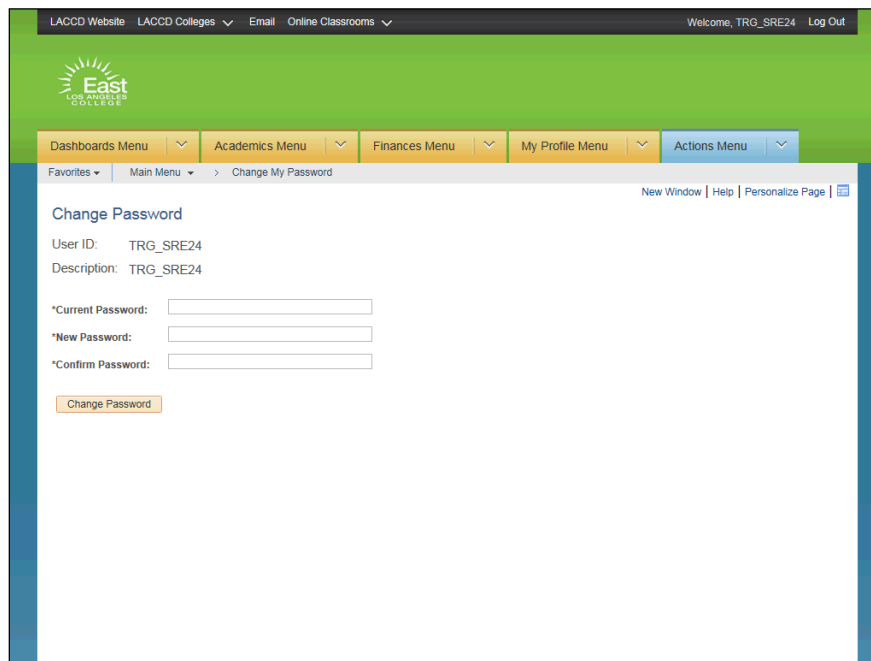 LACCD Website LACCD Colleges Email Online Classrooms Welcome, TRG_SRE24 Log Out
East
LOS ANGELES
COLLEGE
Dashboards Menu Academics Menu Finances Menu My Profile Menu Actions Menu
Favorites Main Menu > Change My Password
New Window | Help | Personalize Page |
Change Password
User ID: TRG_SRE24
Description: TRG_SRE24
*Current Password:
*New Password:
*Confirm Password:
Change Password